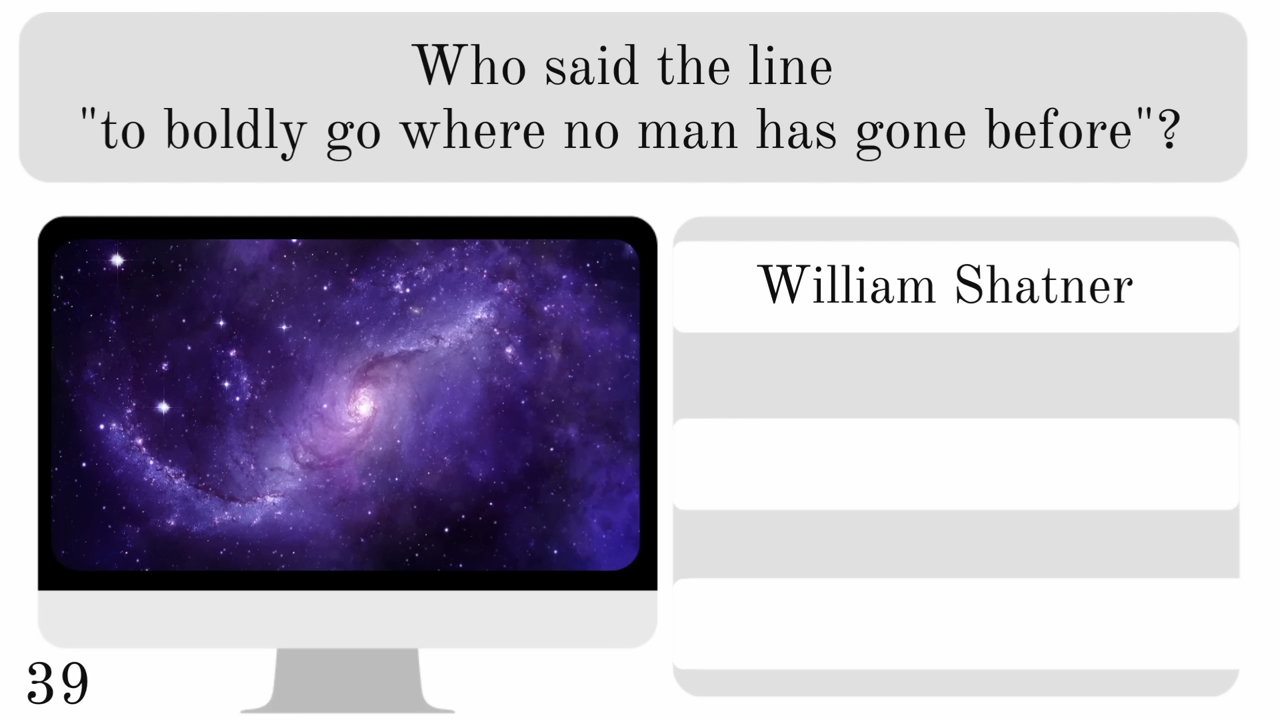 Who said the line
"to boldly go where no man has gone before"?
William Shatner
39